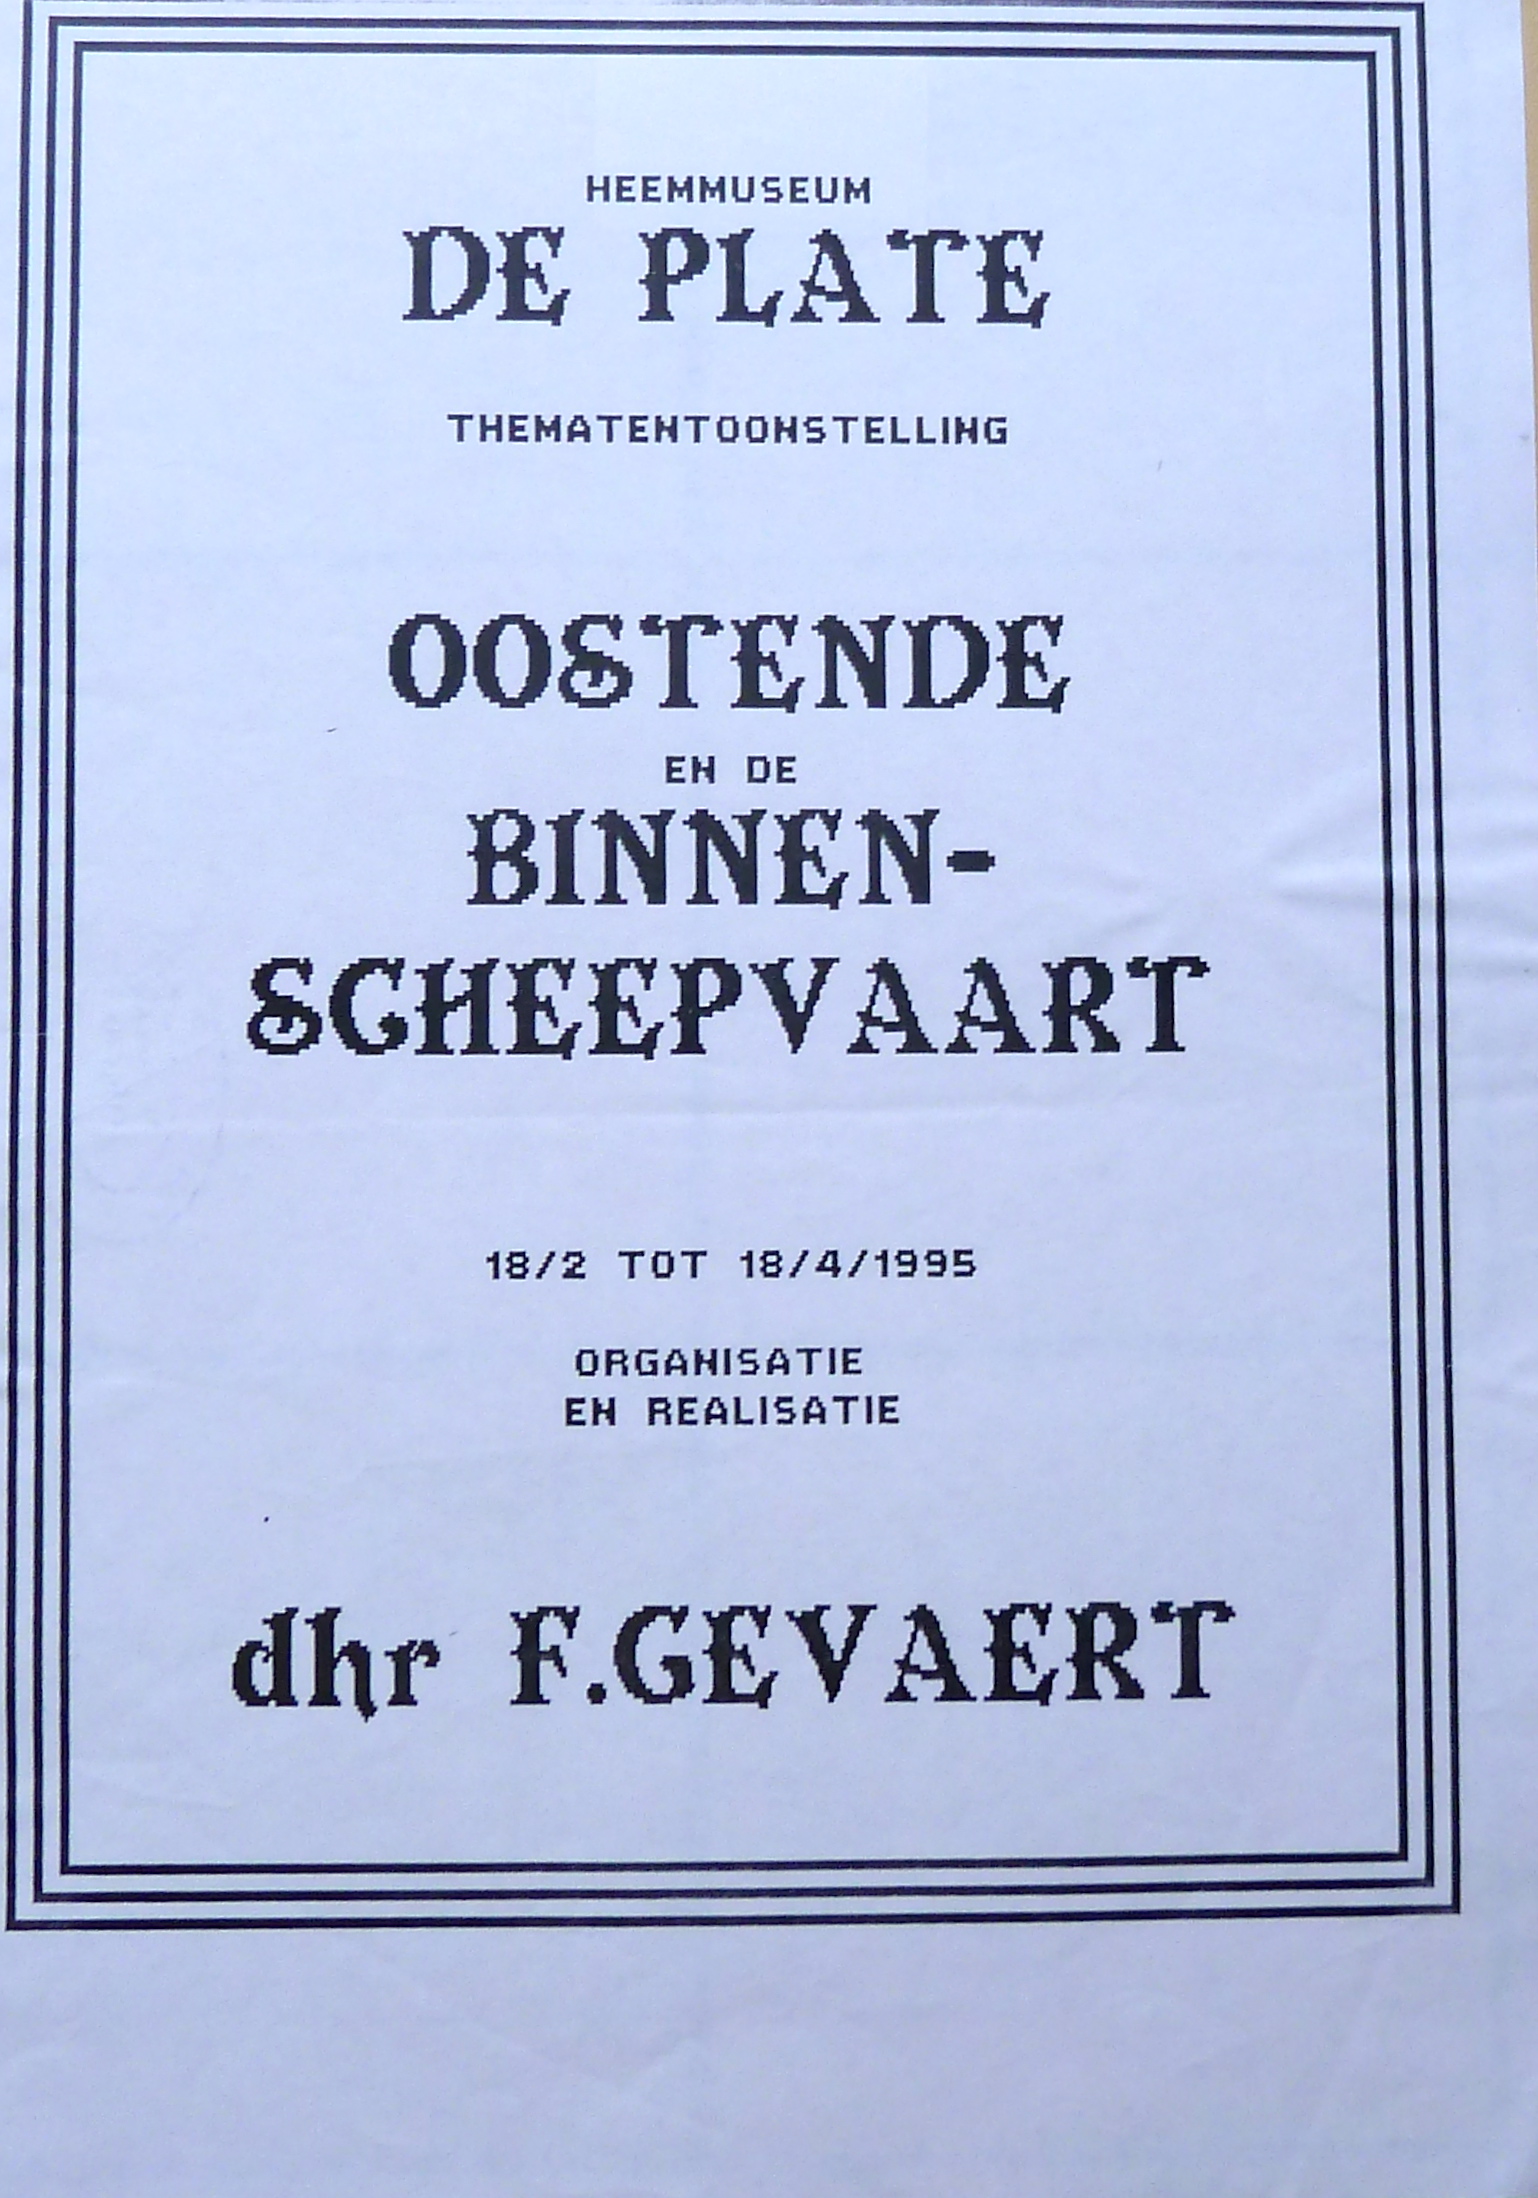 HEEMMUSEUM
DE PLATE
THEMATENTOONSTELLING
OOSTENDE
EN DE
BINNEN-
SCHEEPVAART
18/2 TOT 18/4/1995
ORGANISATIE
EN REALISATIE
dhr F.GEVAERT